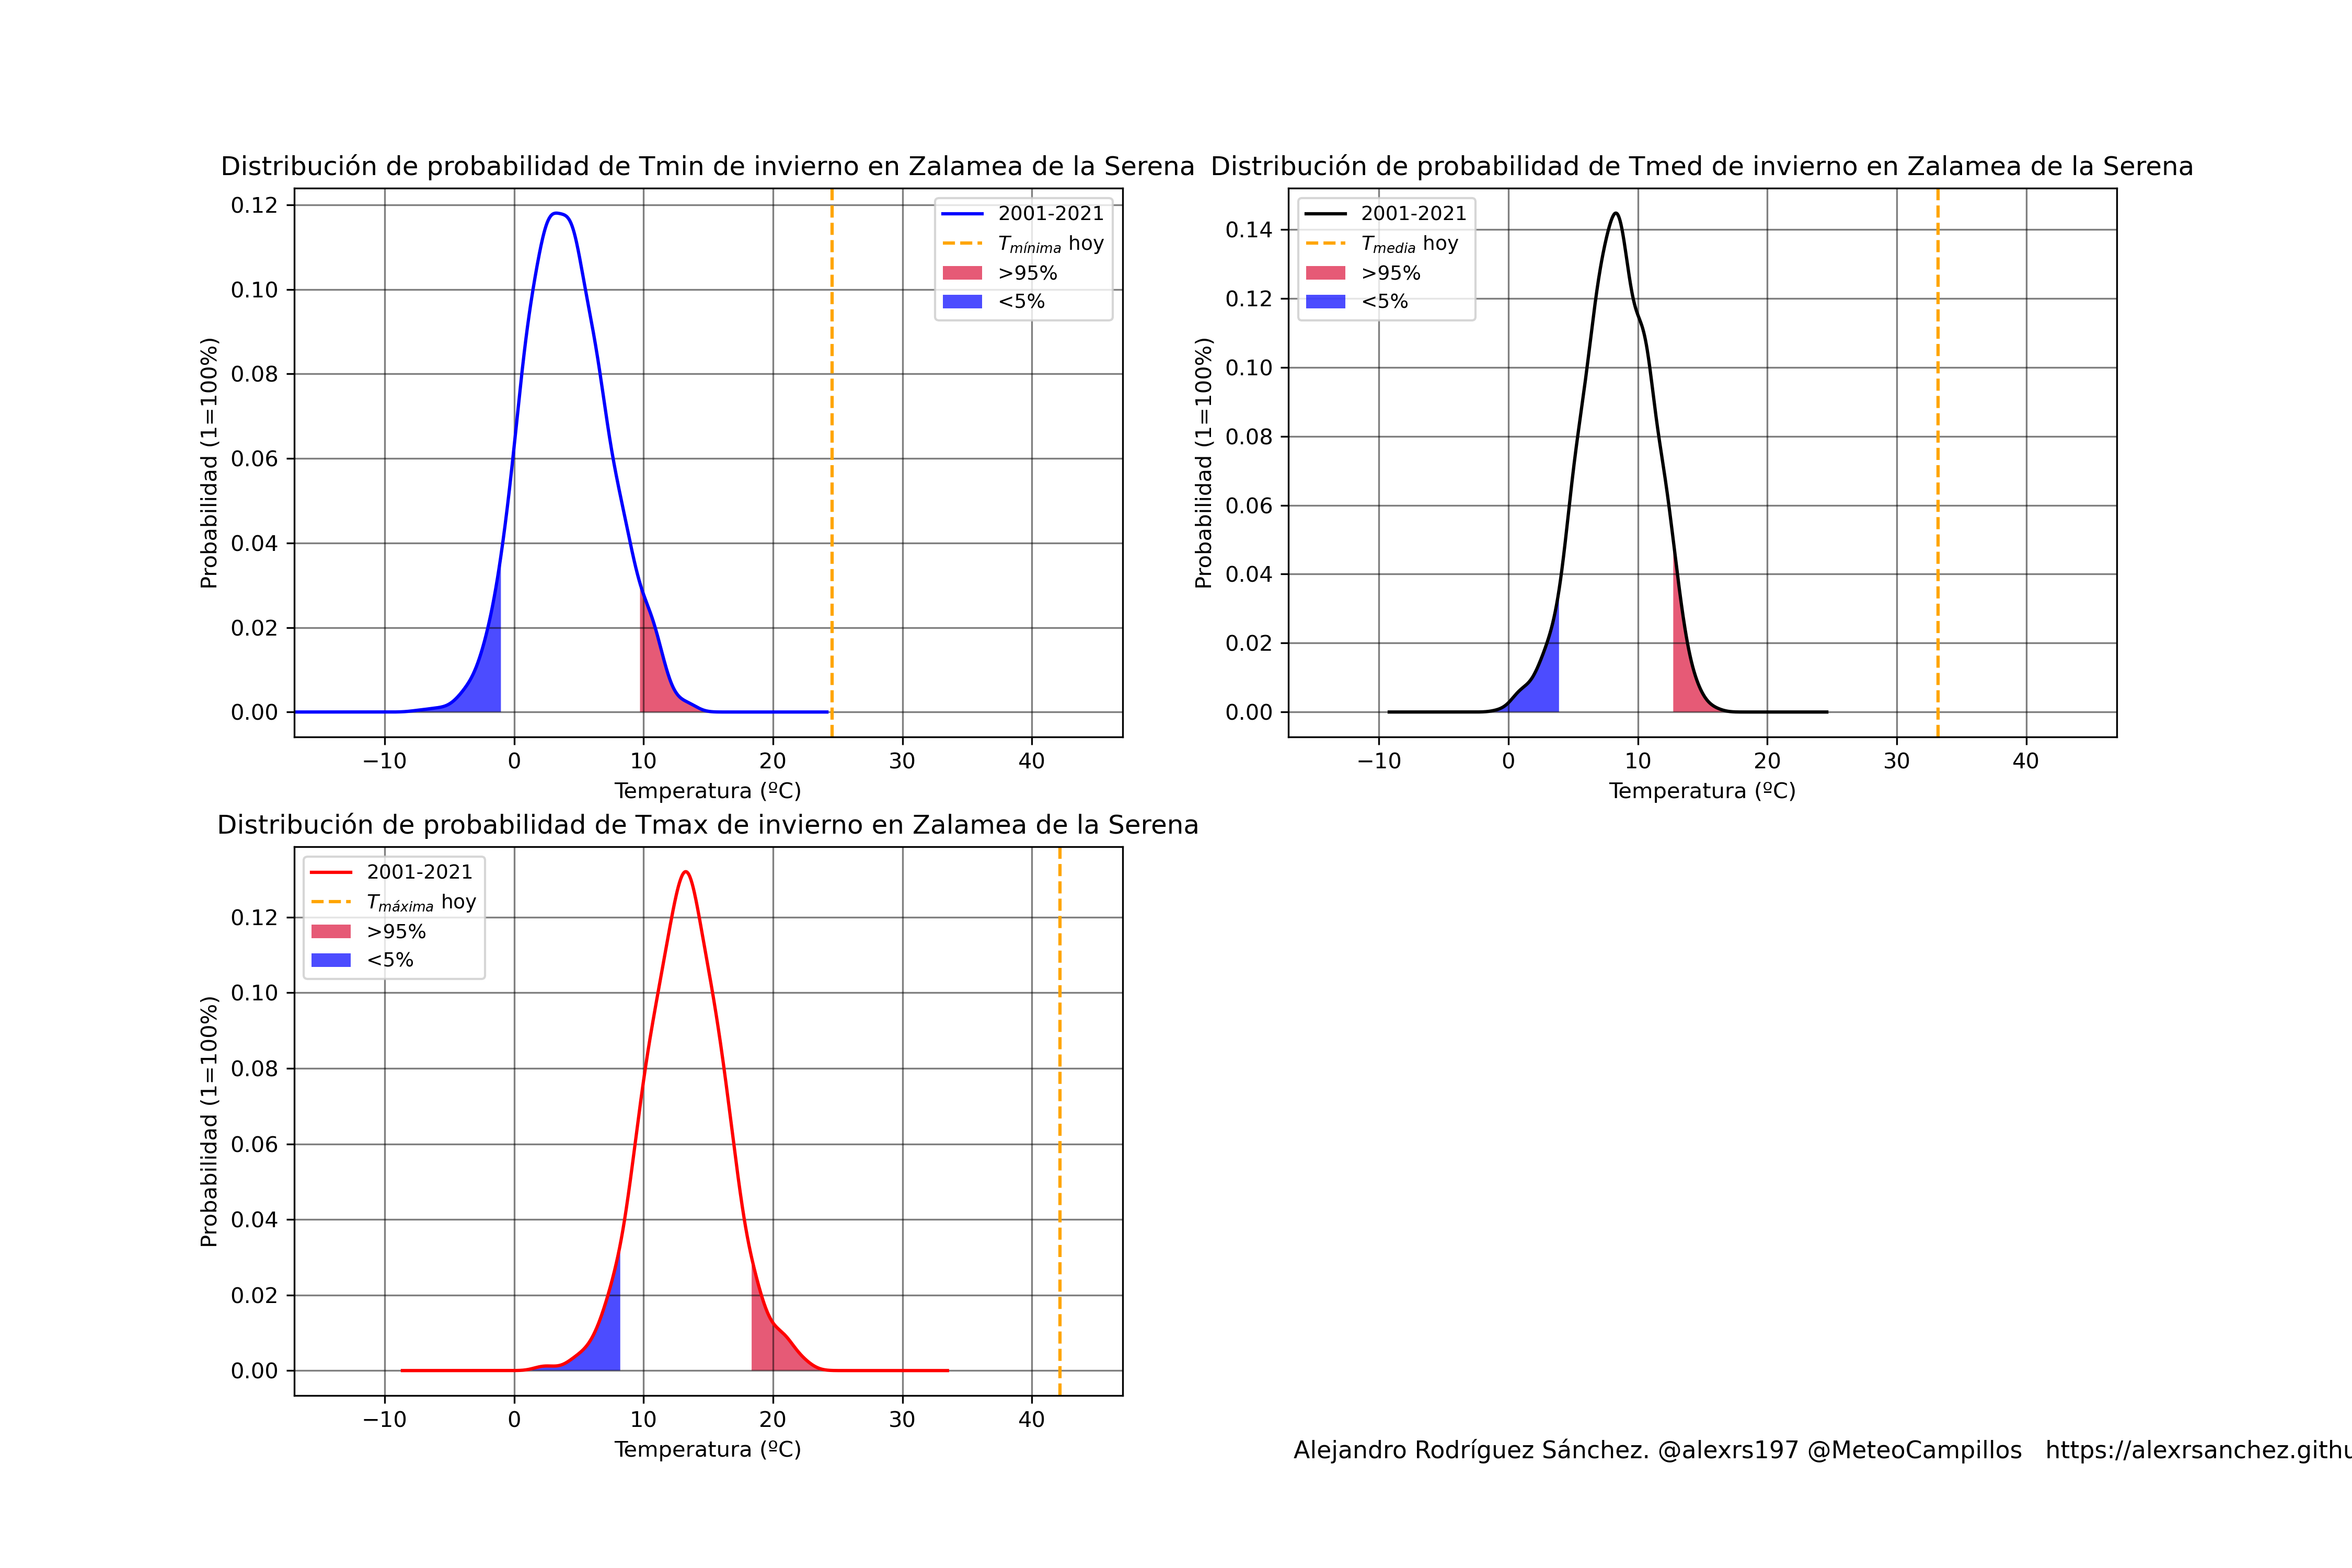 Distribución de probabilidad de Tmin de invierno en Zalamea de la Serena
0.12
0.10
0.08
0.06
0.04
0.02
0.00
Probabilidad (1=100%)
2001-2021
Tmínima hoy
>95%
<5%
−10 0 10 20 30 40
Temperatura (ºC)
Distribución de probabilidad de Tmed de invierno en Zalamea de la Serena
0.14
0.12
0.10
0.08
0.06
0.04
0.02
0.00
Probabilidad (1=100%)
2001-2021
Tmedia hoy
>95%
<5%
−10 0 10 20 30 40
Temperatura (ºC)
Distribución de probabilidad de Tmax de invierno en Zalamea de la Serena
0.12
0.10
0.08
0.06
0.04
0.02
0.00
Probabilidad (1=100%)
2001-2021
Tmáxima hoy
>95%
<5%
−10 0 10 20 30 40
Temperatura (ºC)
Alejandro Rodríguez Sánchez. @alexrs197 @MeteoCampillos https://alexrsanchez.githu